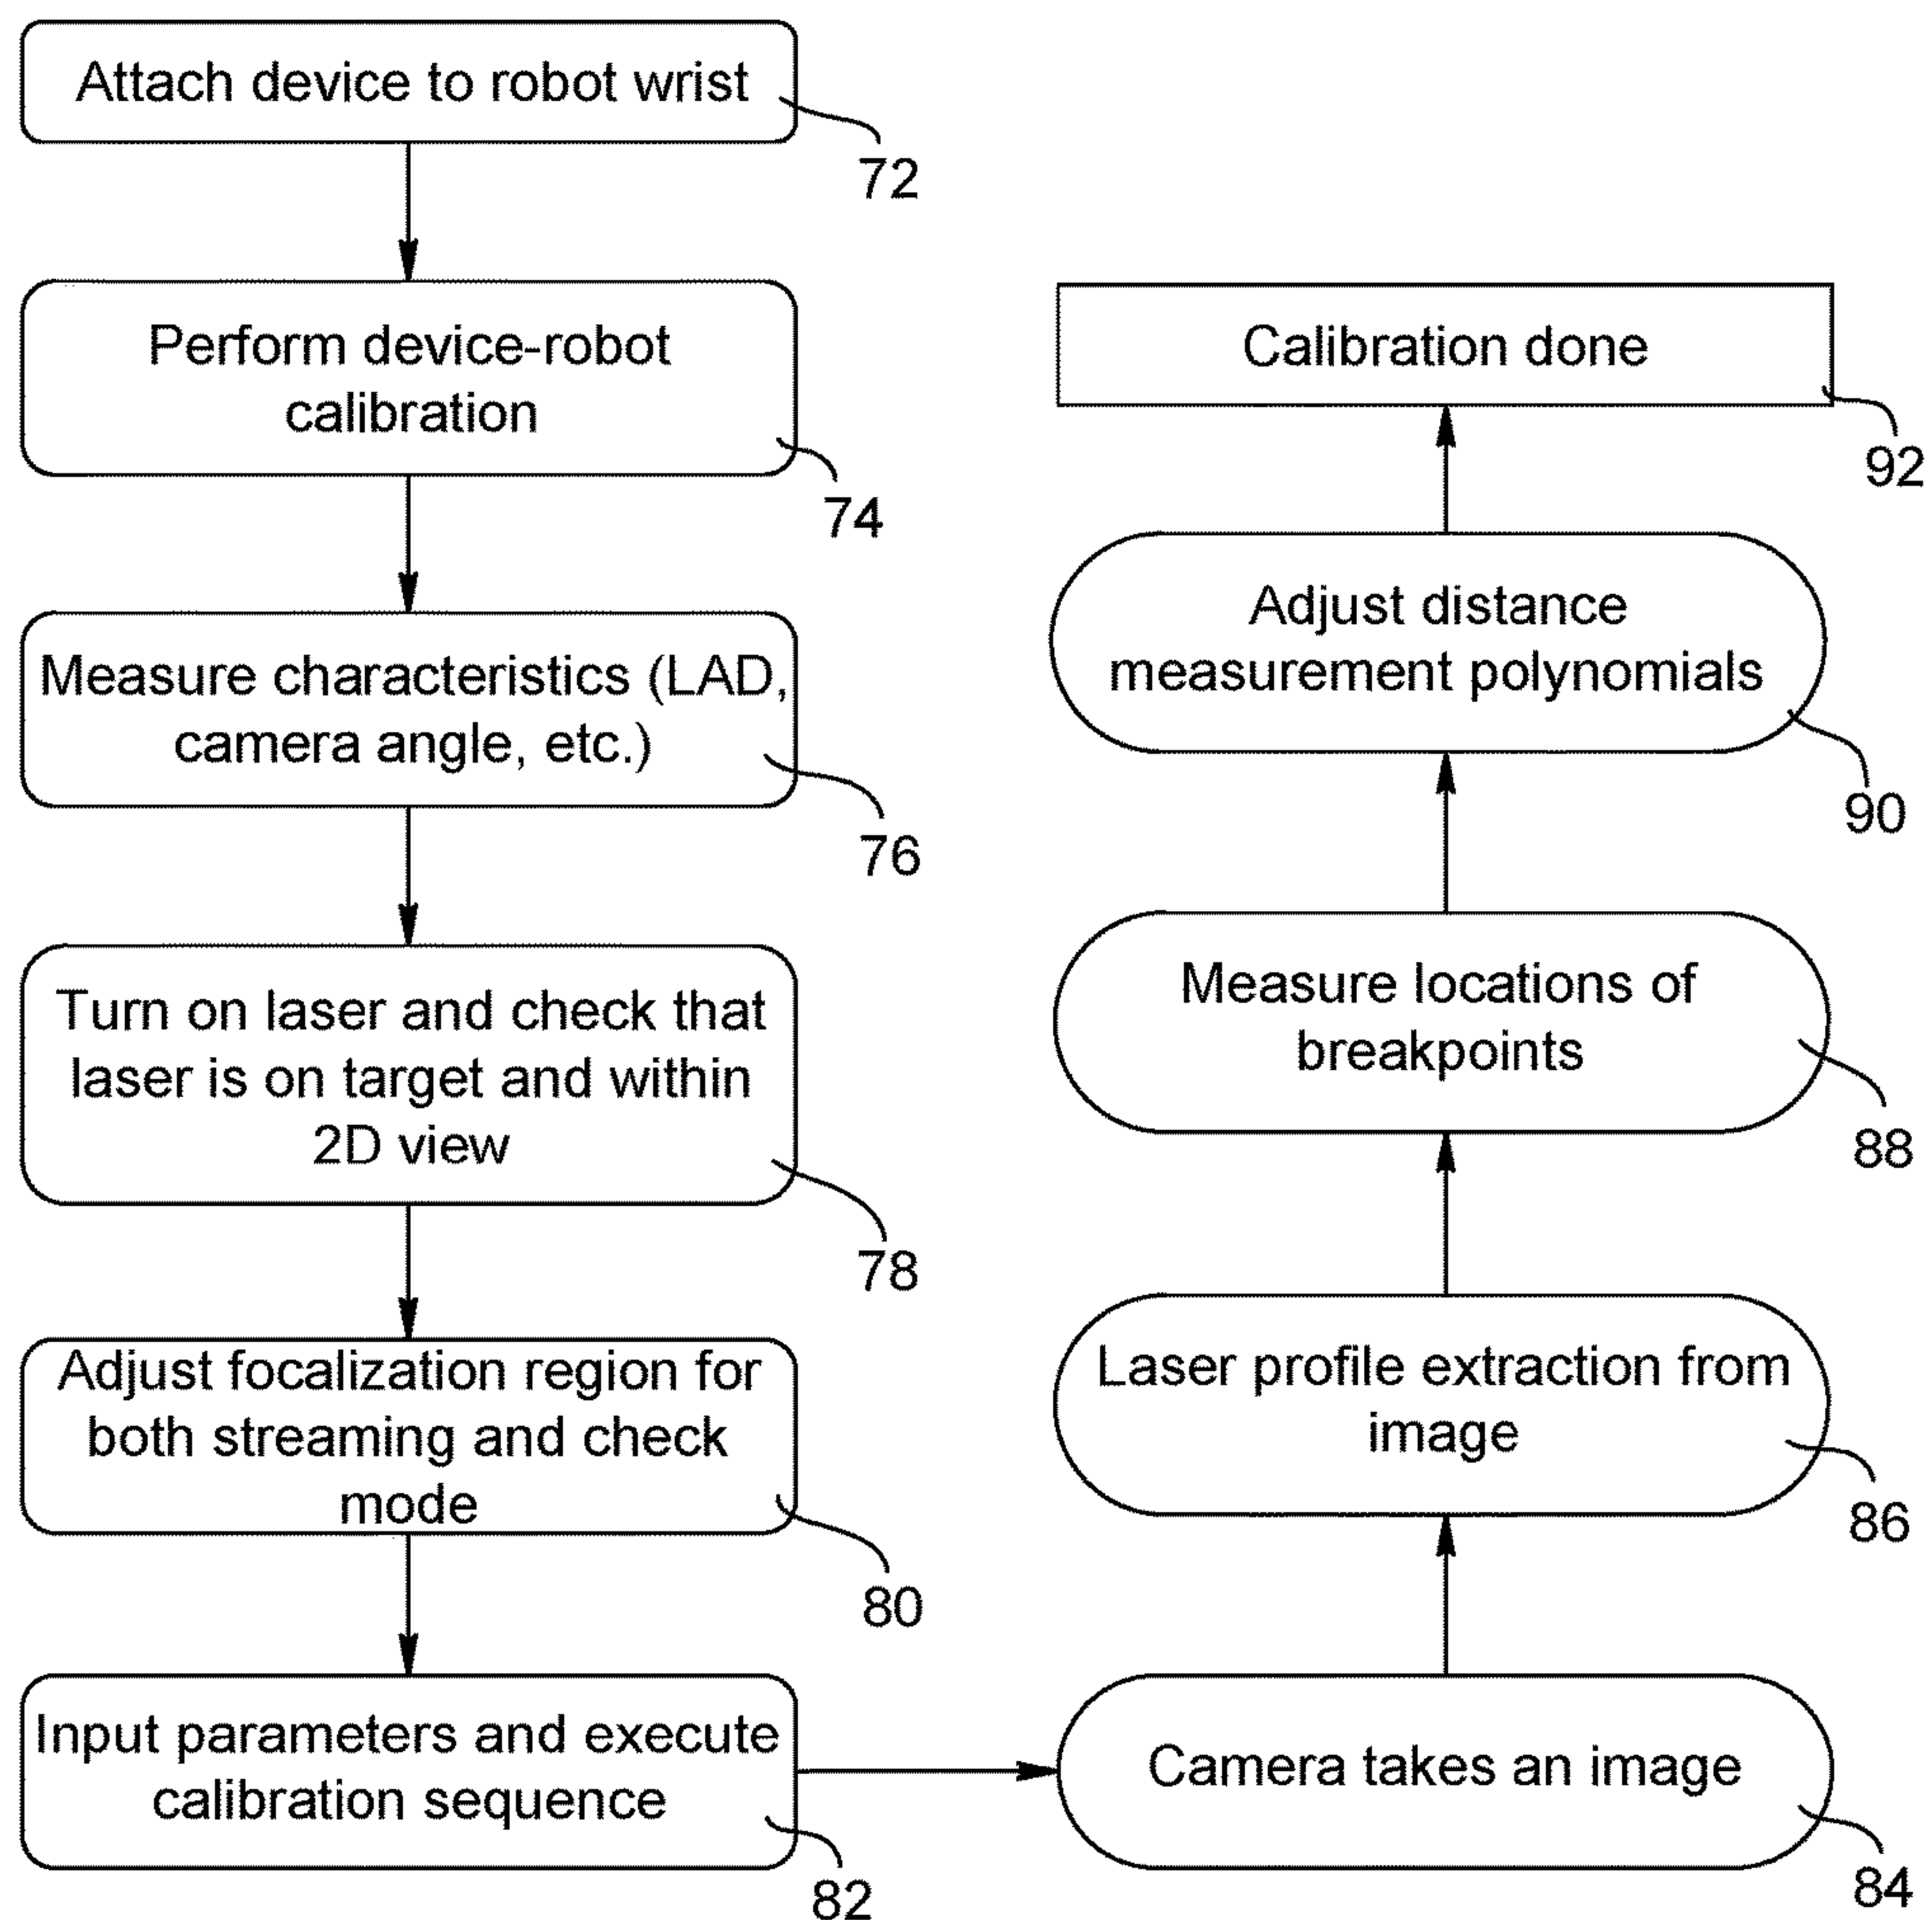 Attach device to robot wrist
72
Perform device-robot
calibration
74
Measure characteristics (LAD,
camera angle, etc.)
76
Turn on laser and check that
laser is on target and within
2D view
78
Adjust focalization region for
both streaming and check
mode
80
Input parameters and execute
calibration sequence
82
Camera takes an image
84
Laser profile extraction from
image
86
Measure locations of
breakpoints
88
Adjust distance
measurement polynomials
90
Calibration done
92